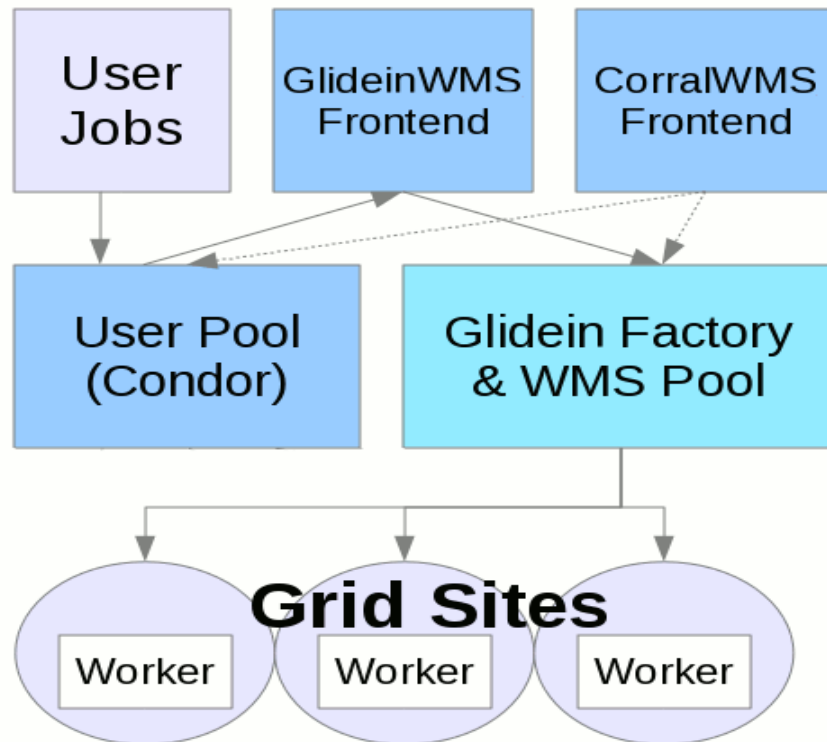 User
Jobs
GlideinWMS
Frontend
CorralWMS
Frontend
User Pool
(Condor)
Glidein Factory
& WMS Pool
Grid Sites
Worker
Worker
Worker